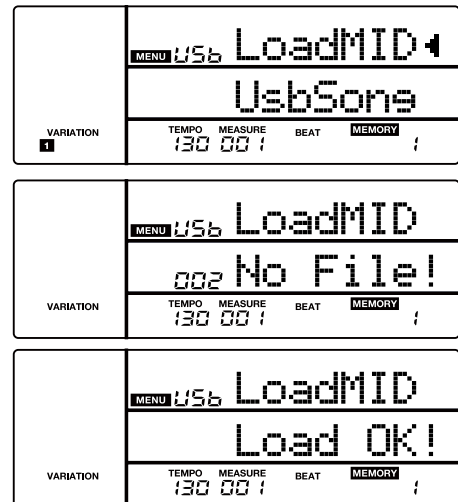 MENU USb LoadMID
UsbSong
VARIATION TEMPO MEASURE BEAT MEMORY
1 130 001 1
MENU USb LoadMID
002 No File!
VARIATION TEMPO MEASURE BEAT MEMORY
130 001 1
MENU USb LoadMID
Load OK!
VARIATION TEMPO MEASURE BEAT MEMORY
130 001 1